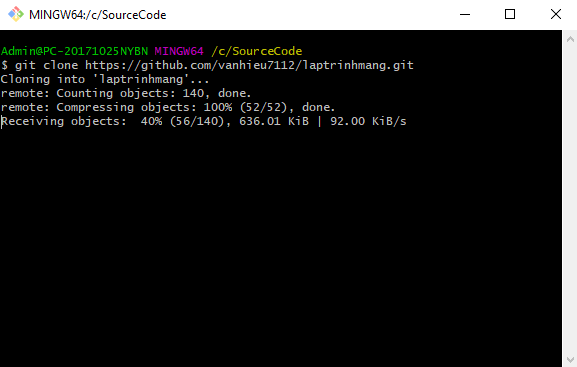 MINGW64:/c/SourceCode
Admin@PC-20171025NYBN MINGW64 /c/SourceCode
$ git clone https://github.com/vanhieu7112/laptrinhmang.git
Cloning into 'laptrinhmang'...
remote: Counting objects: 140, done.
remote: Compressing objects: 100% (52/52), done.
Receiving objects:  40% (56/140), 636.01 KiB | 92.00 KiB/s